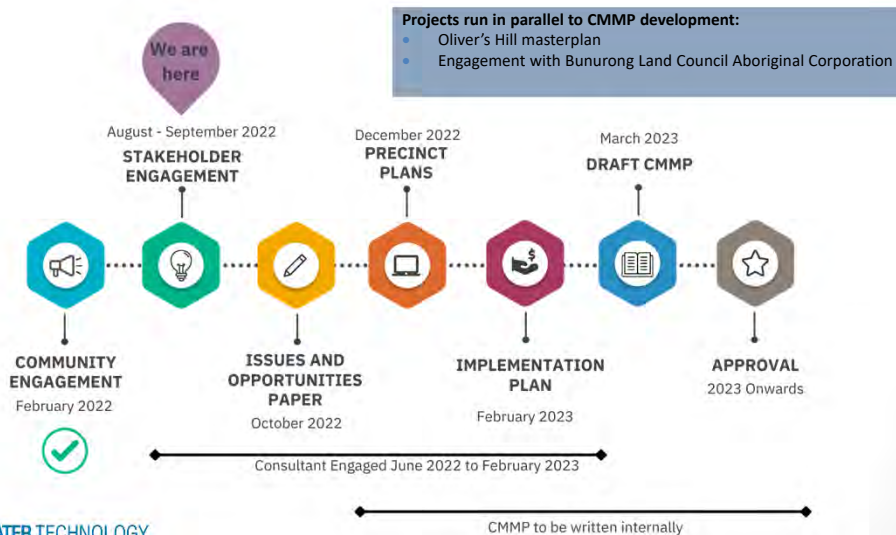 Projects run in parallel to CMMP development:
• Oliver’s Hill masterplan
• Engagement with Bunurong Land Council Aboriginal Corporation
We are
here
August - September 2022
STAKEHOLDER
ENGAGEMENT
December 2022
PRECINCT
PLANS
March 2023
DRAFT CMMP
COMMUNITY
ENGAGEMENT
February 2022
ISSUES AND
OPPORTUNITIES
PAPER
October 2022
IMPLEMENTATION
PLAN
February 2023
APPROVAL
2023 Onwards
Consultant Engaged June 2022 to February 2023
CMMP to be written internally
TECHNOLOGY